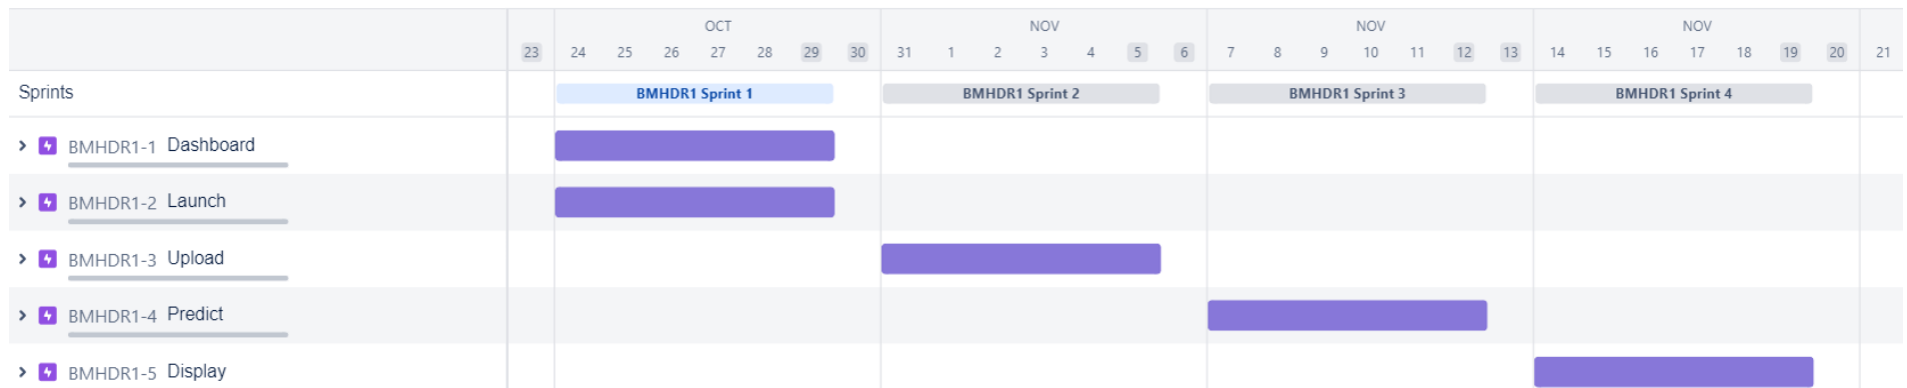 OCT NOV NOV NOV
23 24 25 26 27 28 29 30 31 1 2 3 4 5 6 7 8 9 10 11 12 13 14 15 16 17 18 19 20 21
Sprints BMHDR1 Sprint 1 BMHDR1 Sprint 2 BMHDR1 Sprint 3 BMHDR1 Sprint 4
BMHDR1-1 Dashboard
BMHDR1-2 Launch
BMHDR1-3 Upload
BMHDR1-4 Predict
BMHDR1-5 Display